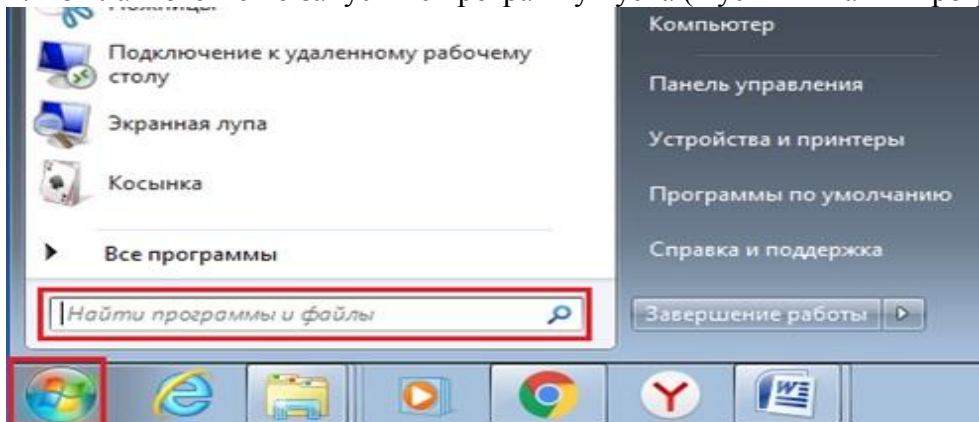 Ножницы
Подключение к удаленному рабочему
столу
Экранная лупа
Косынка
Все программы
Найти программы и файлы
Компьютер
Панель управления
Устройства и принтеры
Программы по умолчанию
Справка и поддержка
Завершение работы